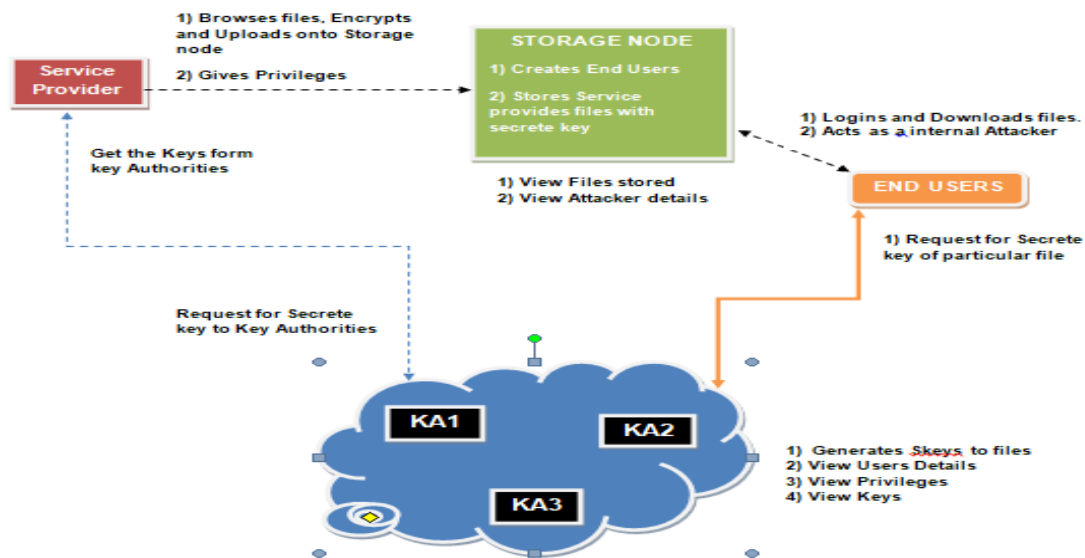 1) Browses files, Encrypts
and Uploads onto Storage
node
2) Gives Privileges
Service
Provider
STORAGE NODE
1) Creates End Users
2) Stores Service
provides files with
secrete key
1) Logins and Downloads files.
2) Acts as a internal Attacker
Get the Keys form
key Authorities
1) View Files stored
2) View Attacker details
END USERS
1) Request for Secrete
key of particular file
Request for Secrete
key to Key Authorities
KA1
KA2
KA3
1) Generates Skeys to files
2) View Users Details
3) View Privileges
4) View Keys